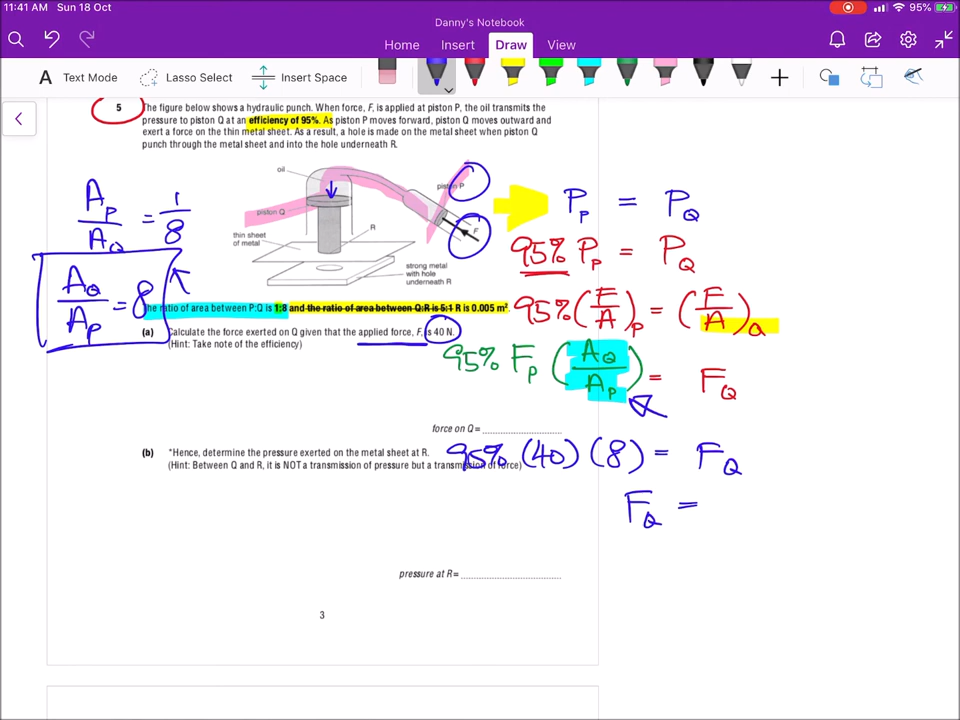 11:41 AM Sun 18 Oct
95%
Danny's Notebook
Home Insert Draw View
A Text Mode Lasso Select Insert Space
5 The figure below shows a hydraulic punch. When force, F, is applied at piston P, the oil transmits the
pressure to piston Q at an efficiency of 95%. As piston P moves forward, piston Q moves outward and
exert a force on the thin metal sheet. As a result, a hole is made on the metal sheet when piston Q
punch through the metal sheet and into the hole underneath R.
oil
piston P
piston Q
F
R
thin sheet
of metal
strong metal
with hole
underneath R
A_P / A_Q = 1/8
A_Q / A_P = 8
P_P = P_Q
95% P_P = P_Q
95% (F/A)_P = (F/A)_Q
The ratio of area between P:Q is 1:8 and the ratio of area between Q:R is 5:1 R is 0.005 m².
(a) Calculate the force exerted on Q given that the applied force, F, is 40 N.
(Hint: Take note of the efficiency)
95% F_P (A_Q / A_P) = F_Q
force on Q =
(b) *Hence, determine the pressure exerted on the metal sheet at R.
(Hint: Between Q and R, it is NOT a transmission of pressure but a transmission of force)
95% (40) (8) = F_Q
F_Q =
pressure at R =
3